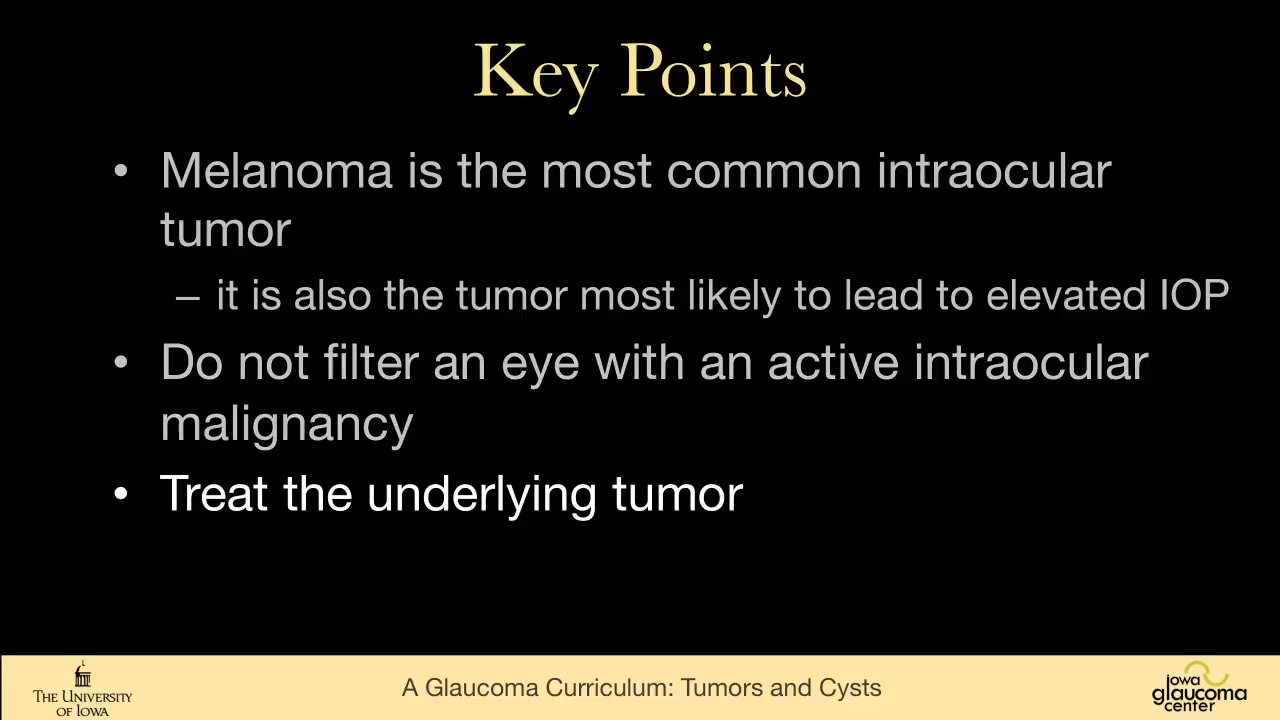 Key Points
• Melanoma is the most common intraocular
tumor
– it is also the tumor most likely to lead to elevated IOP
• Do not filter an eye with an active intraocular
malignancy
• Treat the underlying tumor
THE UNIVERSITY
OF IOWA
A Glaucoma Curriculum: Tumors and Cysts
iowa
glaucoma
center